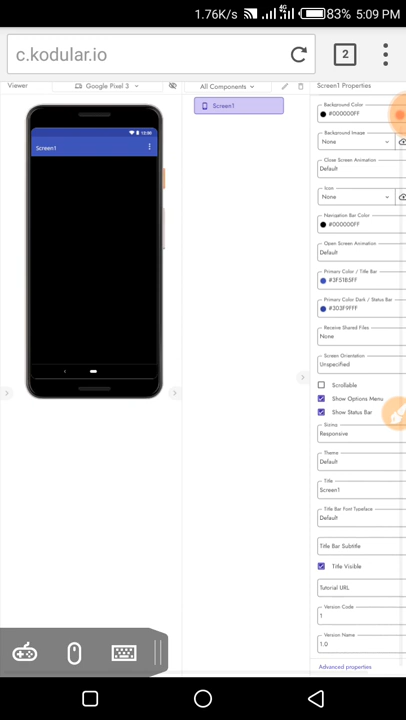 1.76K/s 4G 83% 5:09 PM
c.kodular.io
2
Viewer
Google Pixel 3
All Components
Screen1 Properties
Screen1
12:30
Screen1
Background Color
#000000FF
Background Image
None
Close Screen Animation
Default
Icon
None
Navigation Bar Color
#000000FF
Open Screen Animation
Default
Primary Color / Title Bar
#3F51B5FF
Primary Color Dark / Status Bar
#303F9FFF
Receive Shared Files
None
Screen Orientation
Unspecified
Scrollable
Show Options Menu
Show Status Bar
Sizing
Responsive
Theme
Default
Title
Screen1
Title Bar Font Typeface
Default
Title Bar Subtitle
Title Visible
Tutorial URL
Version Code
1
Version Name
1.0
Advanced properties